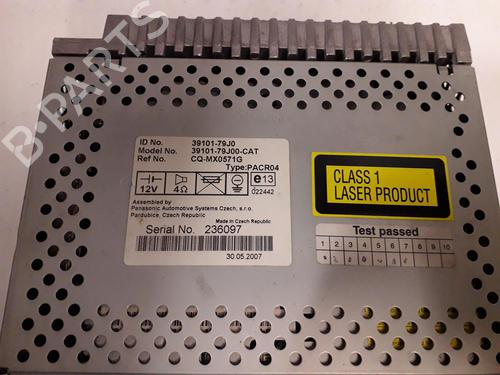 B-PARTS
ID No. 39101-79J0
Model No. 39101-79J00-CAT
Ref No. CQ-MX0571G
Type:PACR04
12V 4Ω e13
022442
Assembled by
Panasonic Automotive Systems Czech, s.r.o.
Pardubice, Czech Republic
Made in Czech Republic
Serial No. 236097
30.05.2007
CLASS 1
LASER PRODUCT
Test passed
1 2 3 4 5 6 7 8 9 10